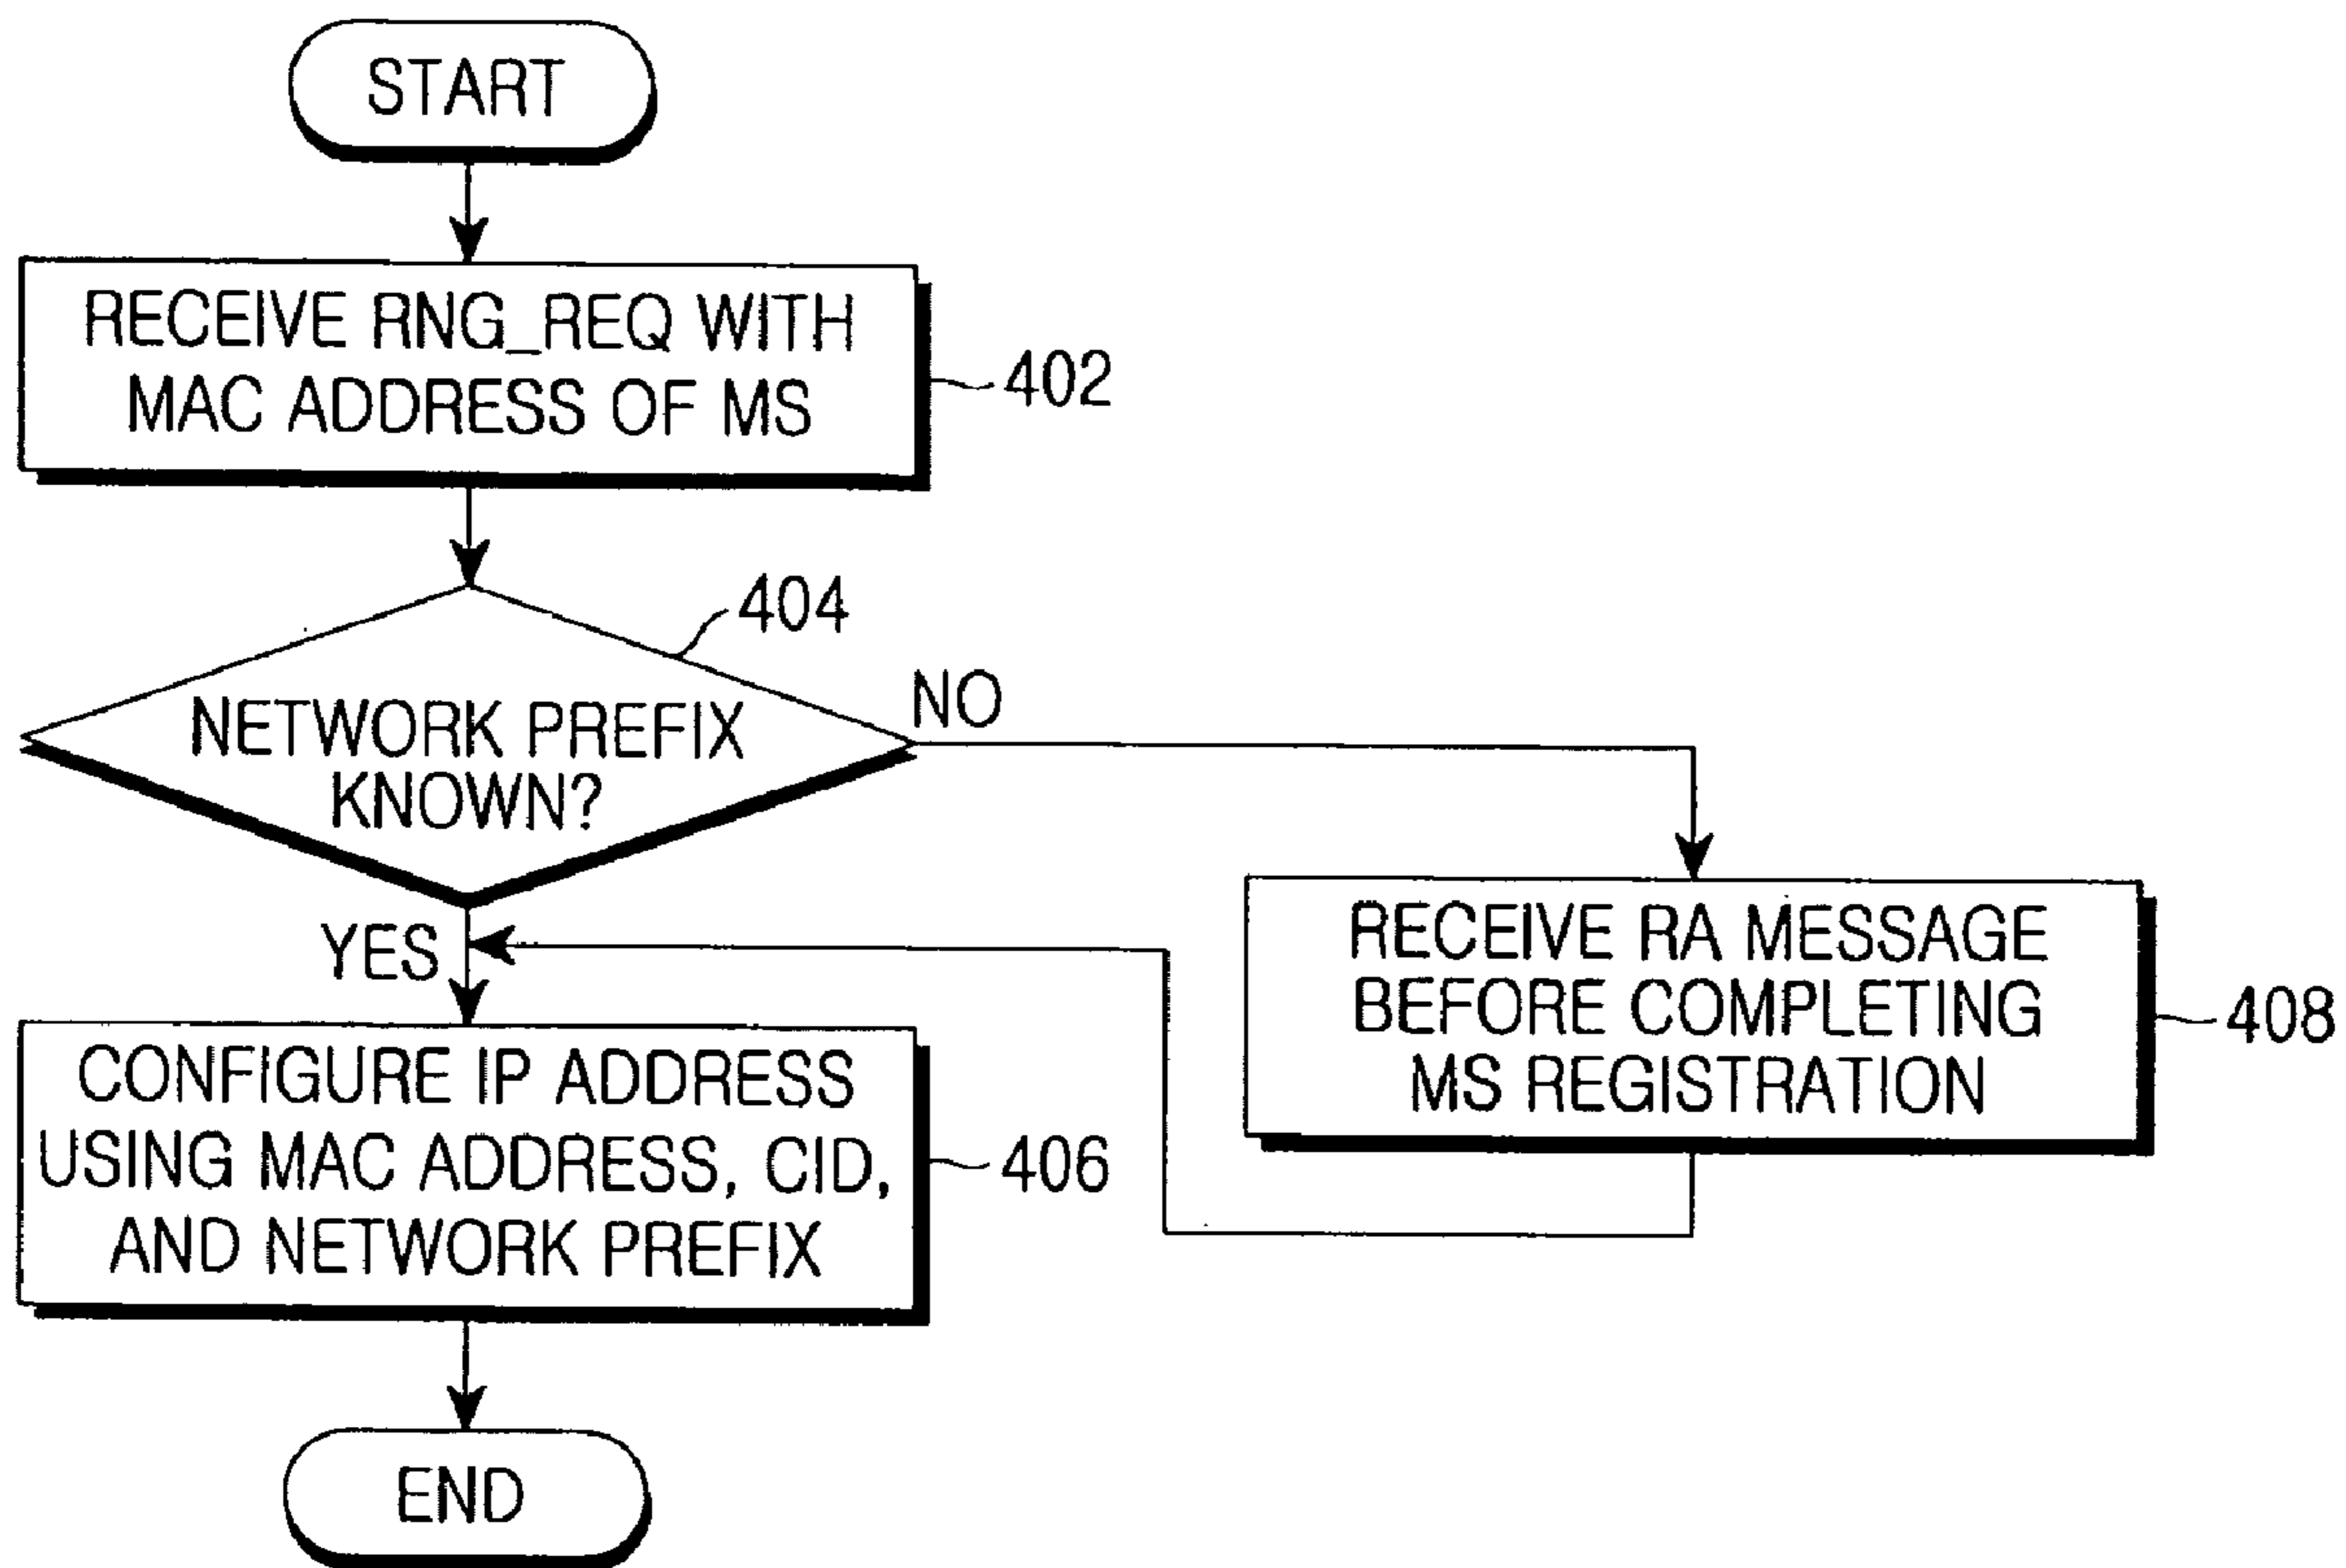 START
RECEIVE RNG_REQ WITH
MAC ADDRESS OF MS
402
404
NETWORK PREFIX
KNOWN?
NO
YES
RECEIVE RA MESSAGE
BEFORE COMPLETING
MS REGISTRATION
408
CONFIGURE IP ADDRESS
USING MAC ADDRESS, CID,
AND NETWORK PREFIX
406
END